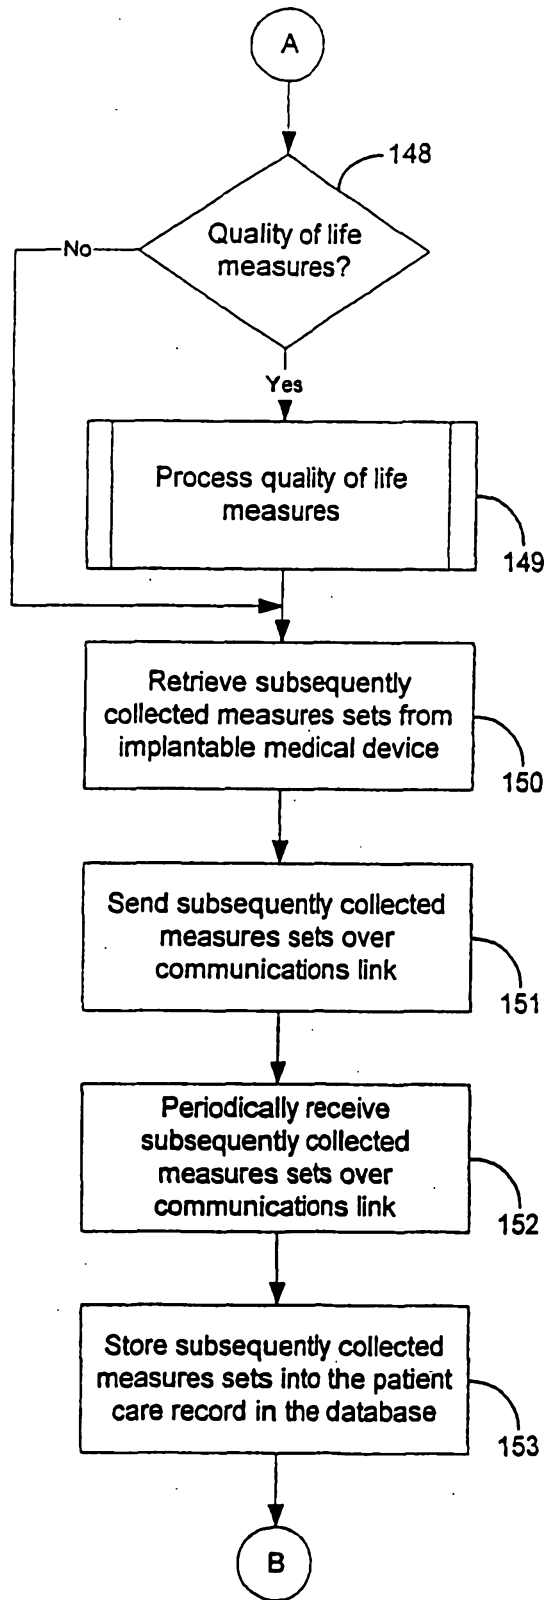 A
148
Quality of life
measures?
No
Yes
Process quality of life
measures
149
Retrieve subsequently
collected measures sets from
implantable medical device
150
Send subsequently collected
measures sets over
communications link
151
Periodically receive
subsequently collected
measures sets over
communications link
152
Store subsequently collected
measures sets into the patient
care record in the database
153
B